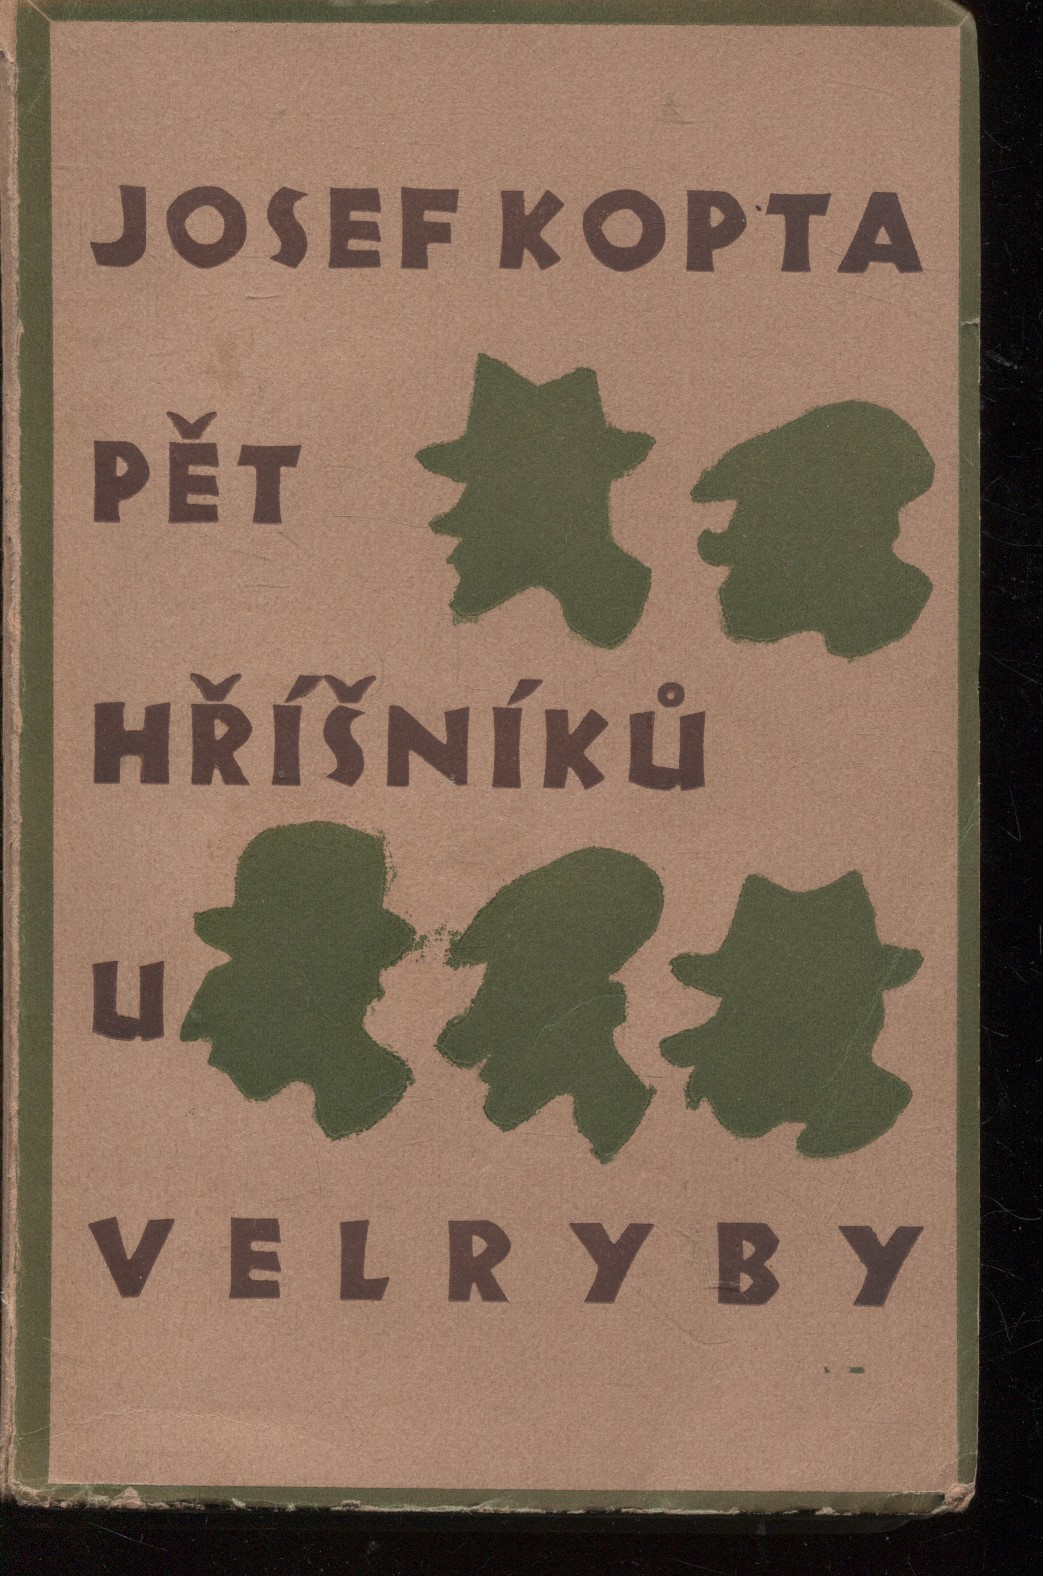 JOSEF KOPTA
PĚT
HŘÍŠNÍKŮ
U
VELRYBY